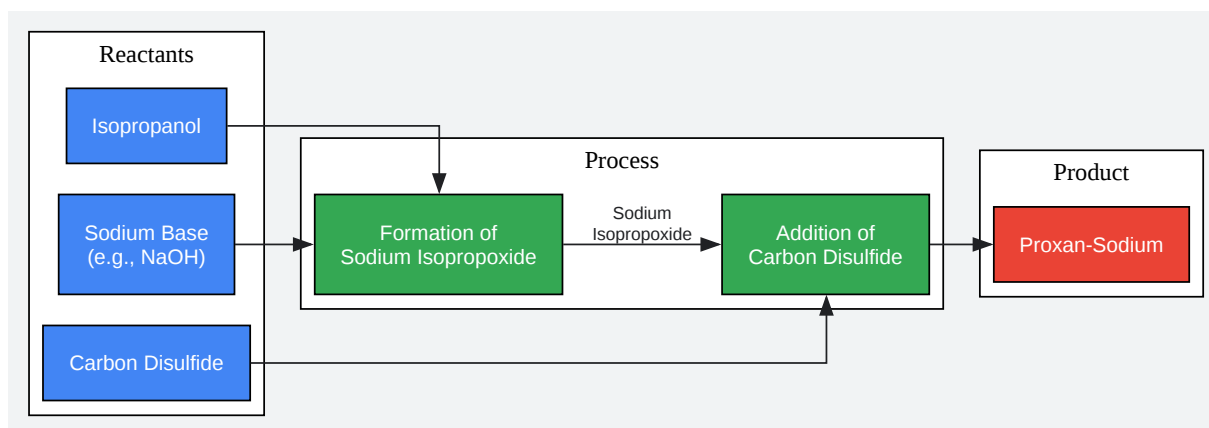 Reactants
Isopropanol
Sodium Base
(e.g., NaOH)
Carbon Disulfide
Process
Formation of
Sodium Isopropoxide
Sodium
Isopropoxide
Addition of
Carbon Disulfide
Product
Proxan-Sodium